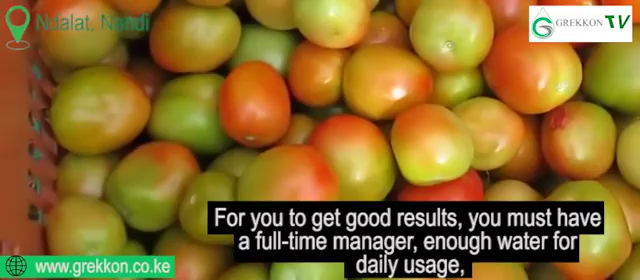 Ndalat, Nandi
GREKKON TV
For you to get good results, you must have
a full-time manager, enough water for
daily usage,
www.grekkon.co.ke